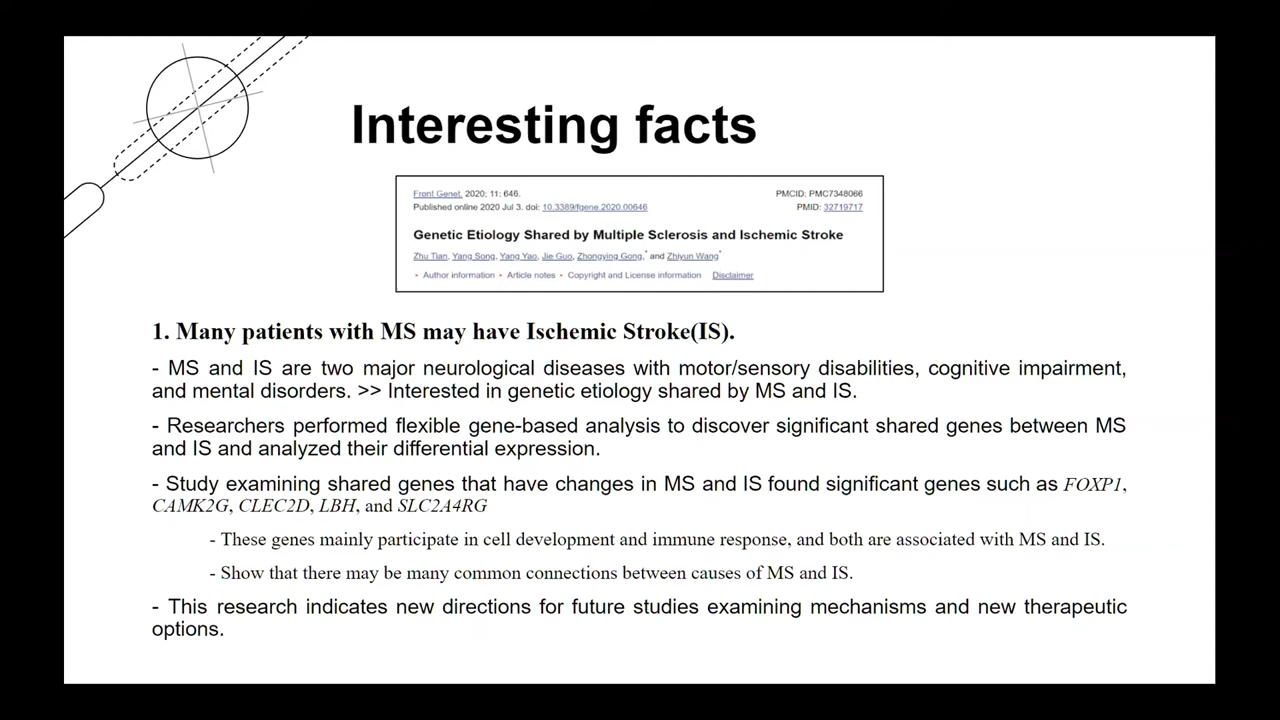 Interesting facts
Front Genet. 2020; 11: 646.
PMCID: PMC7348066
Published online 2020 Jul 3. doi: 10.3389/fgene.2020.00646
PMID: 32719717
Genetic Etiology Shared by Multiple Sclerosis and Ischemic Stroke
Zhu Tian, Yang Song, Yang Yao, Jie Guo, Zhongying Gong,* and Zhiyun Wang*
• Author information • Article notes • Copyright and License information Disclaimer
1. Many patients with MS may have Ischemic Stroke(IS).
- MS and IS are two major neurological diseases with motor/sensory disabilities, cognitive impairment,
and mental disorders. >> Interested in genetic etiology shared by MS and IS.
- Researchers performed flexible gene-based analysis to discover significant shared genes between MS
and IS and analyzed their differential expression.
- Study examining shared genes that have changes in MS and IS found significant genes such as FOXP1,
CAMK2G, CLEC2D, LBH, and SLC2A4RG
- These genes mainly participate in cell development and immune response, and both are associated with MS and IS.
- Show that there may be many common connections between causes of MS and IS.
- This research indicates new directions for future studies examining mechanisms and new therapeutic
options.